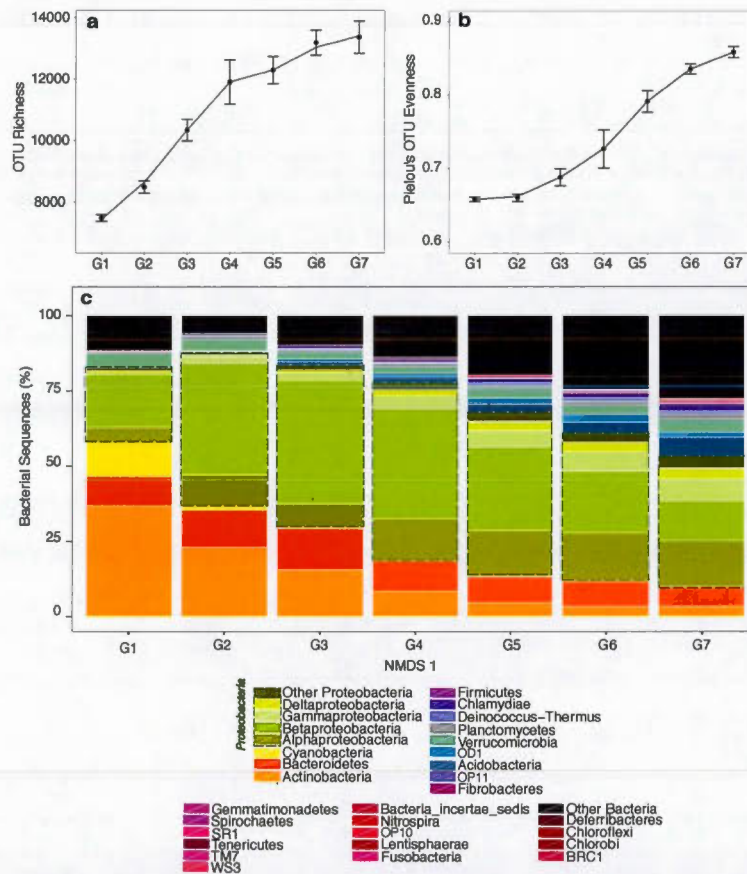 a
14000
12000
10000
8000
OTU Richness
G1 G2 G3 G4 G5 G6 G7
b
0.9
0.8
0.7
0.6
Pielou's OTU Evenness
G1 G2 G3 G4 G5 G6 G7
c
100
75
50
25
0
Bacterial Sequences (%)
G1 G2 G3 G4 G5 G6 G7
NMDS 1
Proteobacteria
Other Proteobacteria
Deltaproteobacteria
Gammaproteobacteria
Betaproteobacteria
Alphaproteobacteria
Cyanobacteria
Bacteroidetes
Actinobacteria
Firmicutes
Chlamydiae
Deinococcus-Thermus
Planctomycetes
Verrucomicrobia
OD1
Acidobacteria
OP11
Fibrobacteres
Gemmatimonadetes
Spirochaetes
SR1
Tenericutes
TM7
WS3
Bacteria_incertae_sedis
Nitrospira
OP10
Lentisphaerae
Fusobacteria
Other Bacteria
Deferribacteres
Chloroflexi
Chlorobi
BRC1